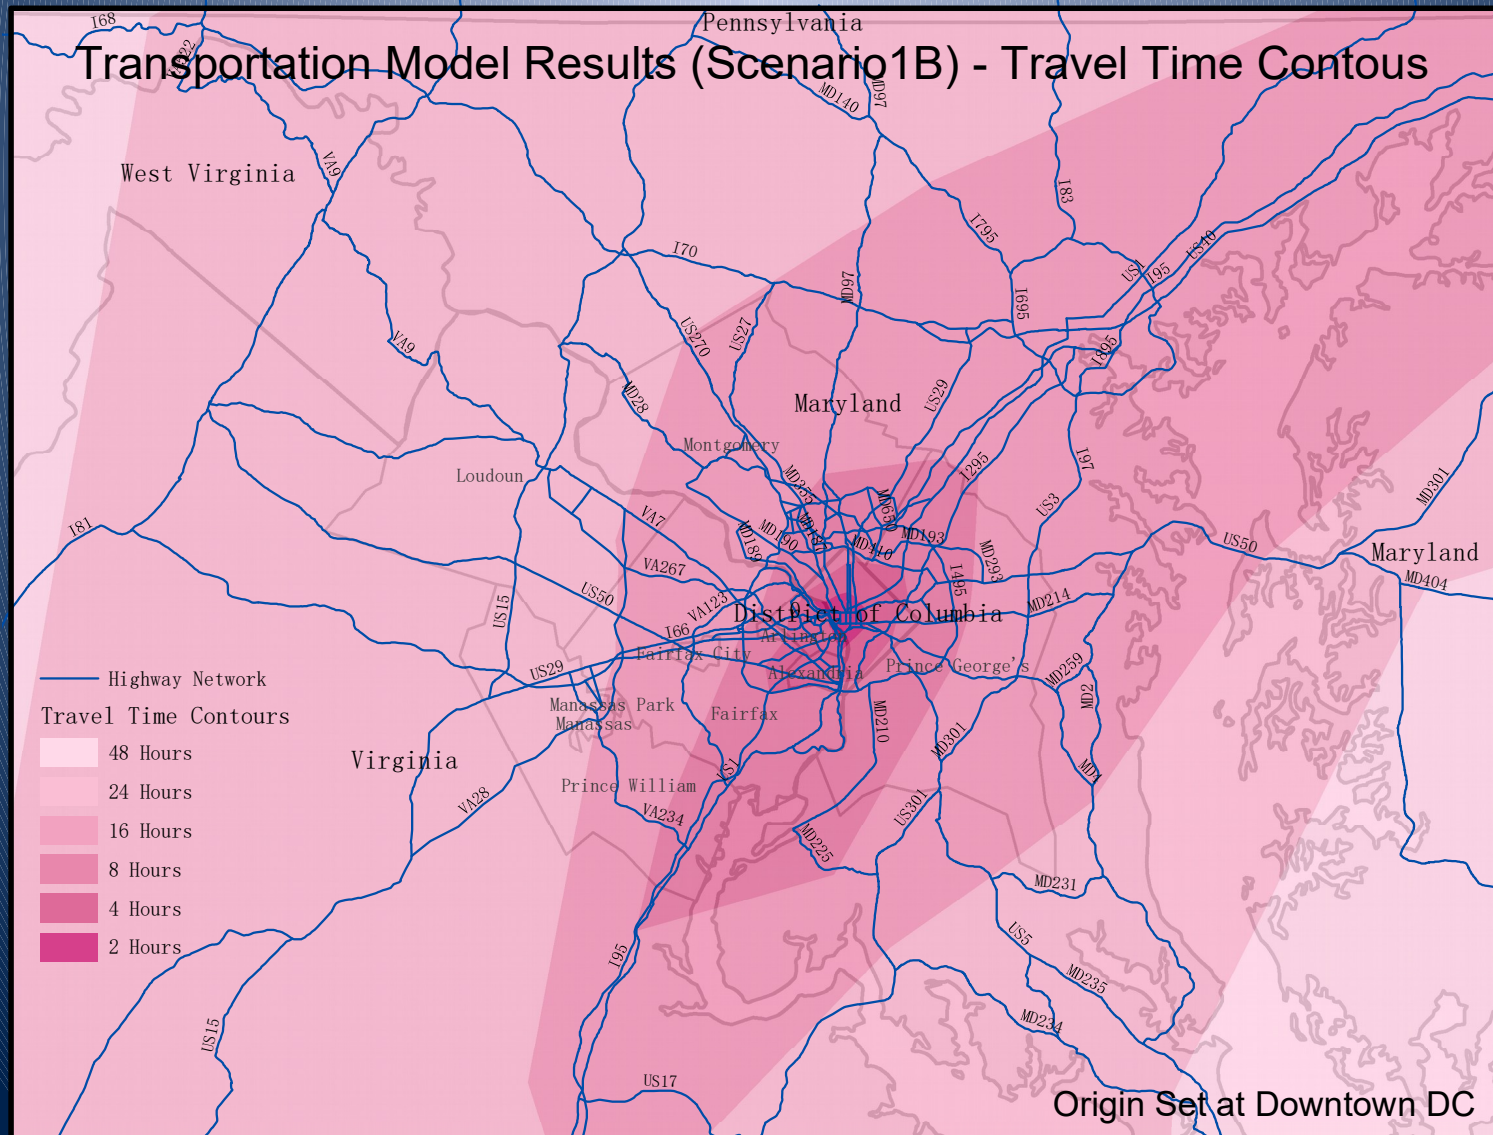 Pennsylvania
I68
Transportation Model Results (Scenario1B) - Travel Time Contous
MD97
MD140
West Virginia
VA9
I83
I795
US40
I70
US1
I95
MD97
I695
US270
US27
VA9
I895
MD28
US29
Maryland
Montgomery
I97
I295
Loudoun
MD355
MD301
US3
MD650
VA7
I81
MD187
MD190
MD189
MD193
MD410
US50
Maryland
MD293
VA267
I495
MD404
US50
VA123
MD214
US15
District of Columbia
I66
Arlington
Fairfax City
Prince George's
US29
Alexandria
MD259
Highway Network
MD2
Manassas Park
Travel Time Contours
Fairfax
MD210
Manassas
MD301
48 Hours
Virginia
US1
MD4
Prince William
24 Hours
VA28
US301
VA234
16 Hours
MD225
8 Hours
MD231
4 Hours
US5
2 Hours
I95
MD235
MD234
US15
US17
Origin Set at Downtown DC